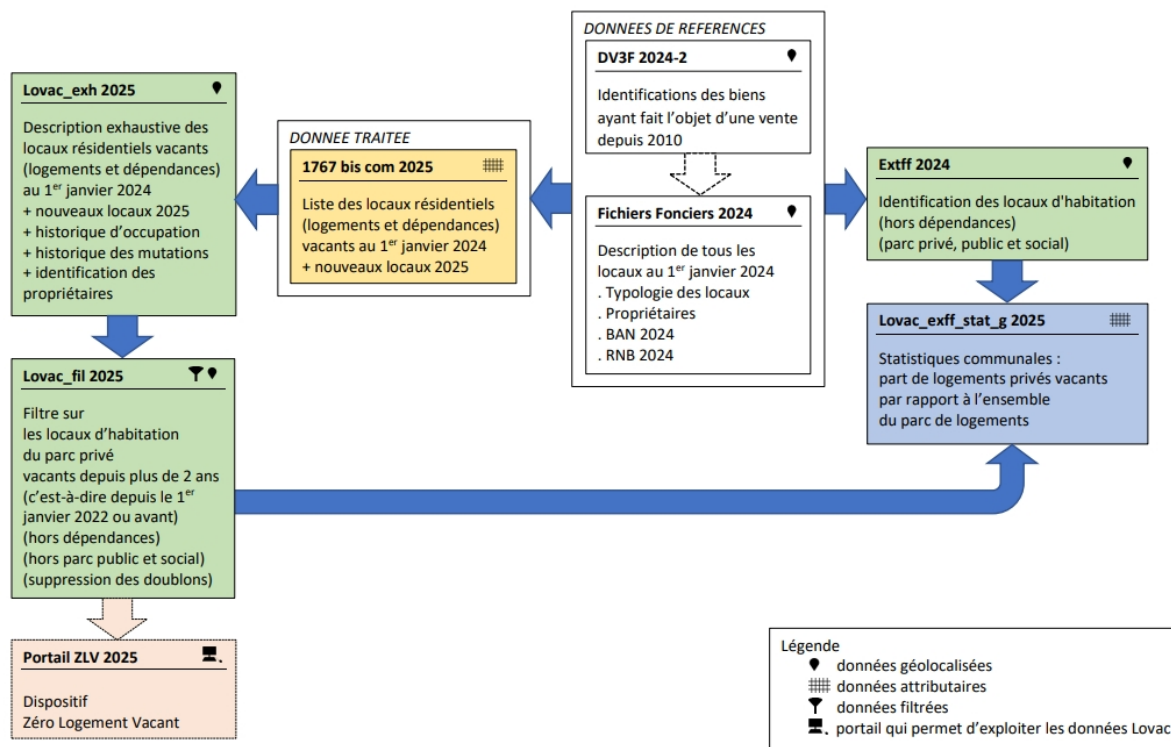 DONNEES DE REFERENCES
DV3F 2024-2
Identifications des biens
ayant fait l'objet d'une vente
depuis 2010
Fichiers Fonciers 2024
Description de tous les
locaux au 1er janvier 2024
. Typologie des locaux
. Propriétaires
. BAN 2024
. RNB 2024
DONNEE TRAITEE
1767 bis com 2025
Liste des locaux résidentiels
(logements et dépendances)
vacants au 1er janvier 2024
+ nouveaux locaux 2025
Lovac_exh 2025
Description exhaustive des
locaux résidentiels vacants
(logements et dépendances)
au 1er janvier 2024
+ nouveaux locaux 2025
+ historique d'occupation
+ historique des mutations
+ identification des
propriétaires
Lovac_fil 2025
Filtre sur
les locaux d'habitation
du parc privé
vacants depuis plus de 2 ans
(c'est-à-dire depuis le 1er
janvier 2022 ou avant)
(hors dépendances)
(hors parc public et social)
(suppression des doublons)
Portail ZLV 2025
Dispositif
Zéro Logement Vacant
Extff 2024
Identification des locaux d'habitation
(hors dépendances)
(parc privé, public et social)
Lovac_exff_stat_g 2025
Statistiques communales :
part de logements privés vacants
par rapport à l'ensemble
du parc de logements
Légende
données géolocalisées
données attributaires
données filtrées
portail qui permet d'exploiter les données Lovac